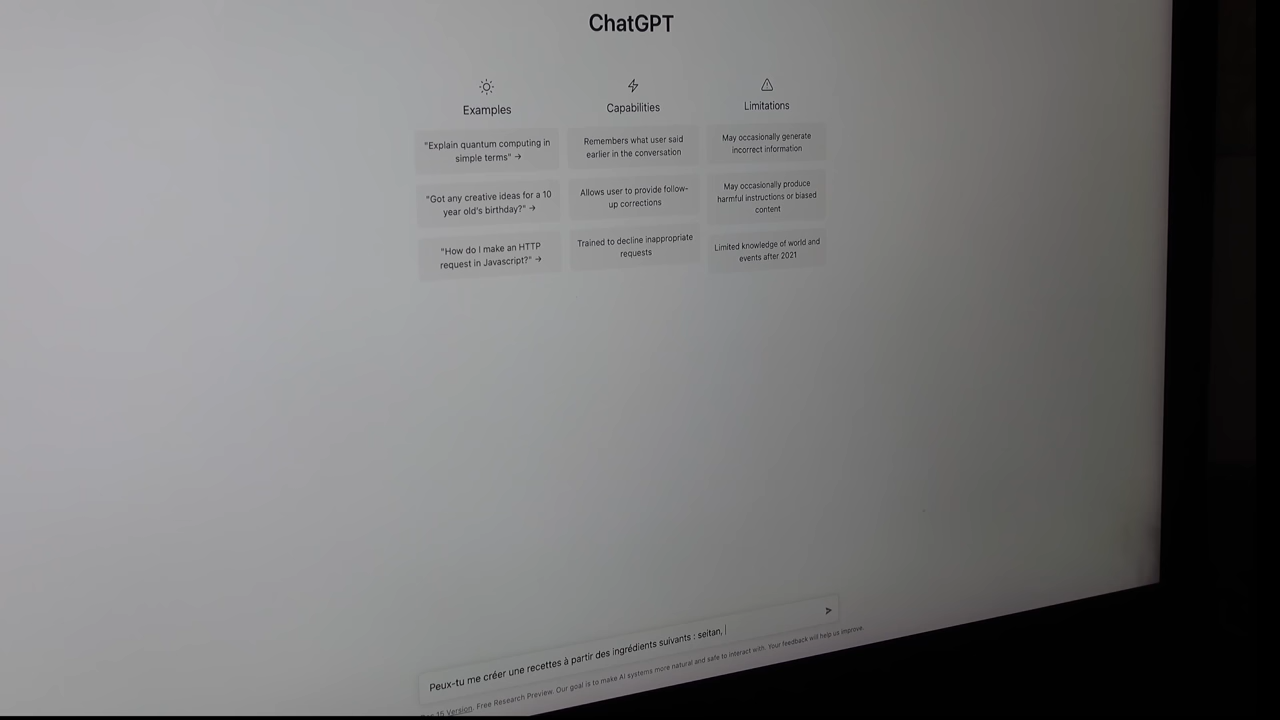 ChatGPT
Examples
Capabilities
Limitations
"Explain quantum computing in
simple terms" →
Remembers what user said
earlier in the conversation
May occasionally generate
incorrect information
"Got any creative ideas for a 10
year old's birthday?" →
Allows user to provide follow-
up corrections
May occasionally produce
harmful instructions or biased
content
"How do I make an HTTP
request in Javascript?" →
Trained to decline inappropriate
requests
Limited knowledge of world and
events after 2021
Peux-tu me créer une recettes à partir des ingrédients suivants : seitan,
15 Version. Free Research Preview. Our goal is to make AI systems more natural and safe to interact with. Your feedback will help us improve.